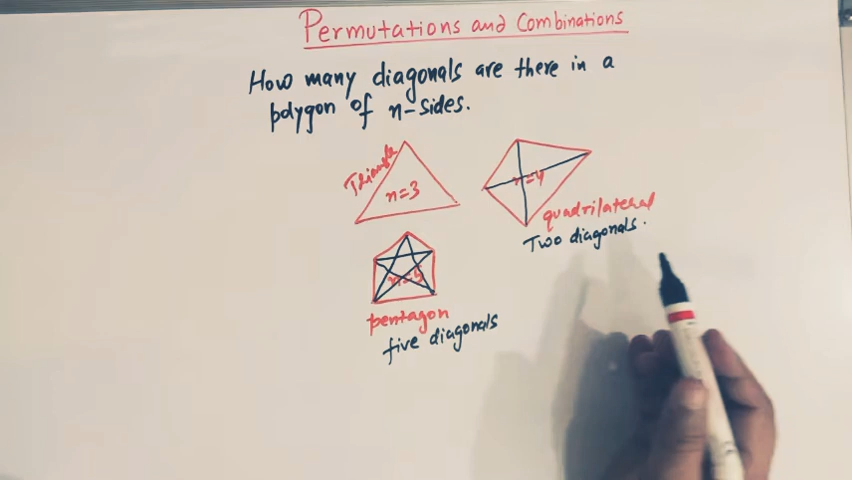 Permutations and Combinations
How many diagonals are there in a
polygon of n-sides.
Triangle
n=3
n=4
quadrilateral
Two diagonals.
n=5
pentagon
five diagonals